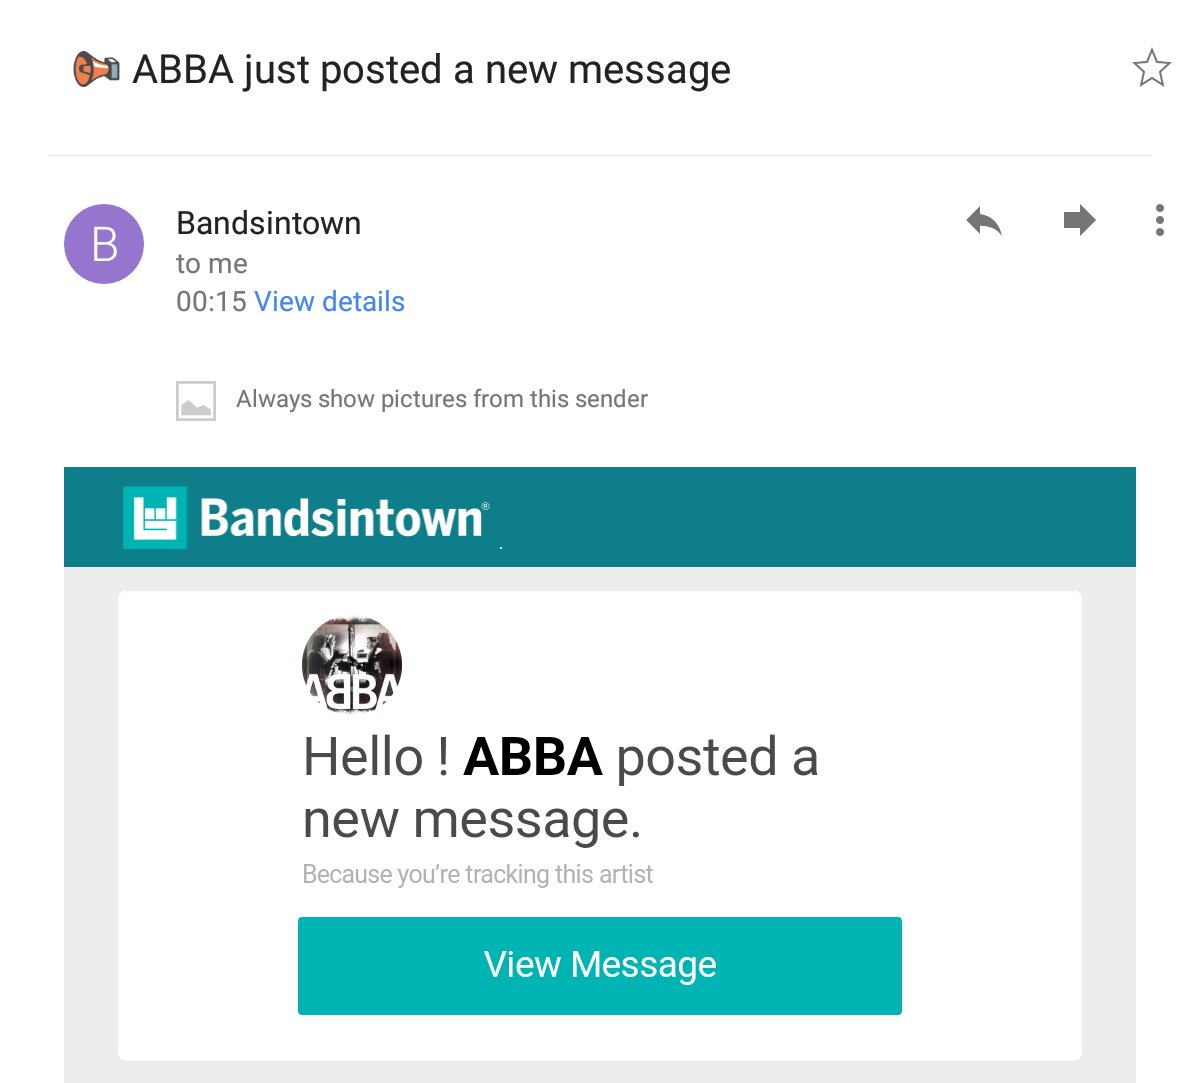 ABBA just posted a new message
B
Bandsintown
to me
00:15 View details
Always show pictures from this sender
Bandsintown®
ABBA
Hello ! ABBA posted a
new message.
Because you’re tracking this artist
View Message